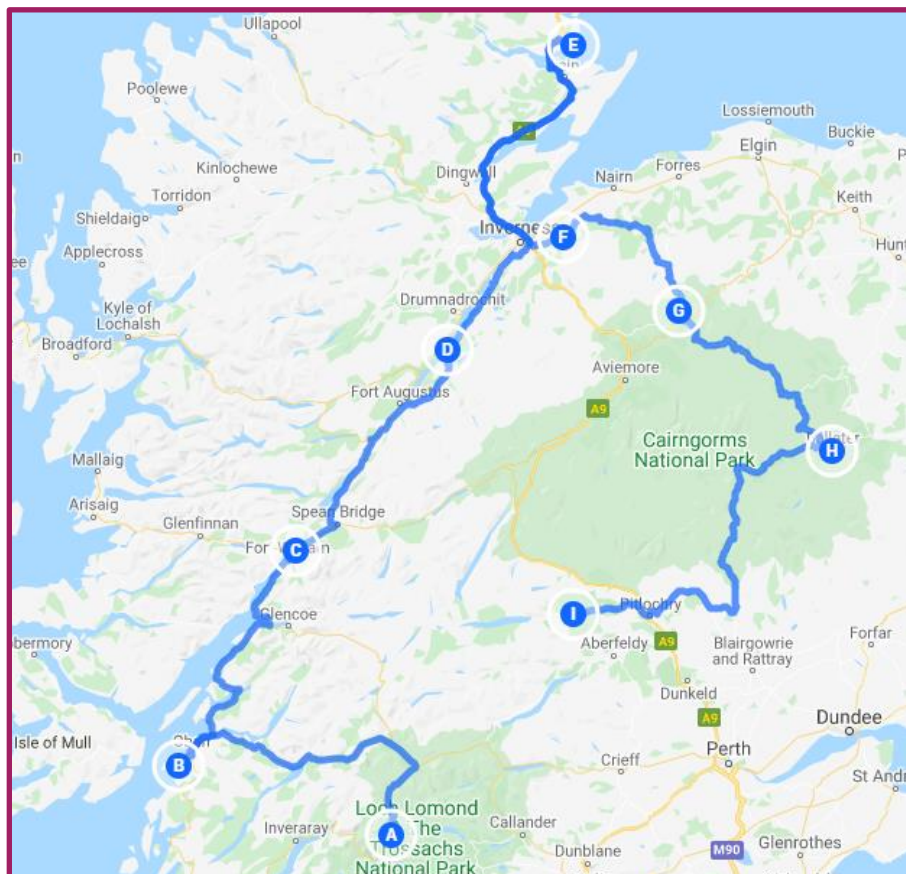 Ullapool
E
Poolewe
Lossiemouth
Buckie
Elgin
Kinlochewe
Dingwall
Nairn
Forres
Keith
Torridon
Shieldaig
Inverness
F
Applecross
Drumnadrochit
G
Kyle of
Lochalsh
D
Broadford
Aviemore
Fort Augustus
A9
Cairngorms
National Park
H
Mallaig
Arisaig
Spean Bridge
Glenfinnan
C
Glencoe
I
Pitlochry
Aberfeldy
A9
Blairgowrie
and Rattray
Forfar
Dunkeld
A9
Dundee
Isle of Mull
Perth
B
Crieff
St Andr
Loch Lomond
A
The
Trossachs
National Park
Inveraray
Callander
Dunblane
M90
Glenrothes